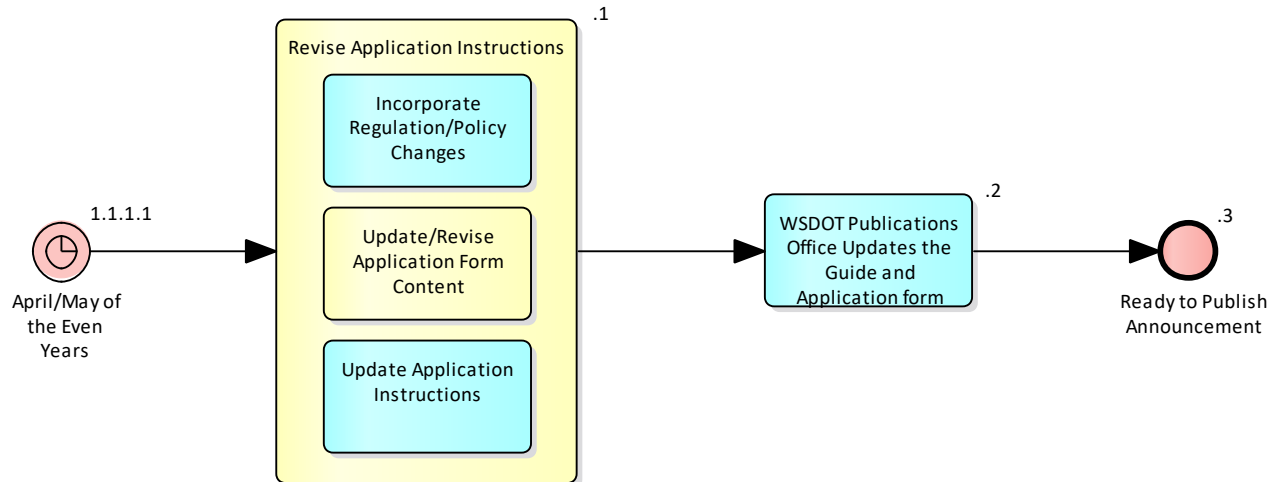 .1
Revise Application Instructions
Incorporate
Regulation/Policy
Changes
1.1.1.1
April/May of
the Even
Years
Update/Revise
Application Form
Content
Update Application
Instructions
.2
WSDOT Publications
Office Updates the
Guide and
Application form
.3
Ready to Publish
Announcement